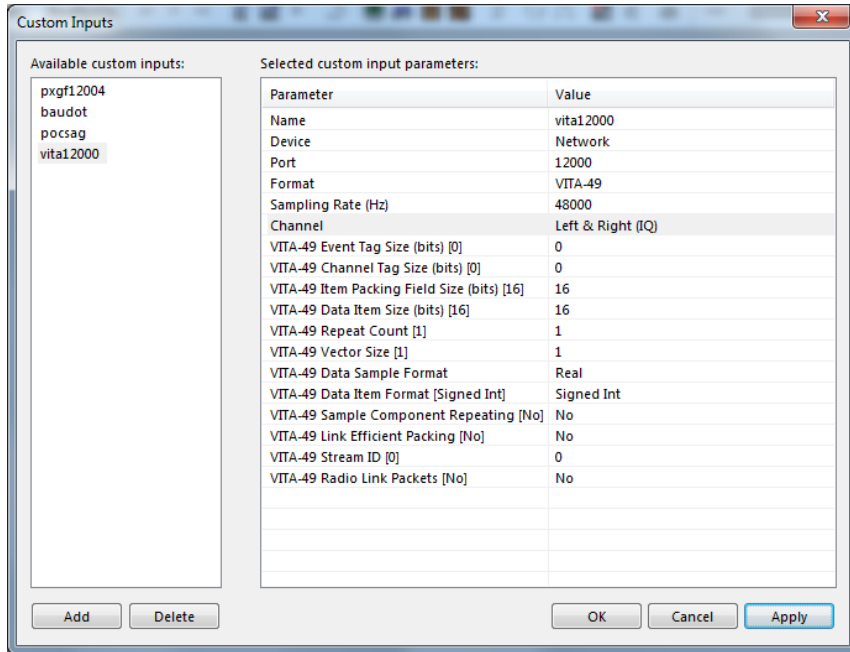 Custom Inputs
Available custom inputs:
pxgf12004
baudot
pocsag
vita12000
Selected custom input parameters:
Parameter Value
Name vita12000
Device Network
Port 12000
Format VITA-49
Sampling Rate (Hz) 48000
Channel Left & Right (IQ)
VITA-49 Event Tag Size (bits) [0] 0
VITA-49 Channel Tag Size (bits) [0] 0
VITA-49 Item Packing Field Size (bits) [16] 16
VITA-49 Data Item Size (bits) [16] 16
VITA-49 Repeat Count [1] 1
VITA-49 Vector Size [1] 1
VITA-49 Data Sample Format Real
VITA-49 Data Item Format [Signed Int] Signed Int
VITA-49 Sample Component Repeating [No] No
VITA-49 Link Efficient Packing [No] No
VITA-49 Stream ID [0] 0
VITA-49 Radio Link Packets [No] No
Add Delete OK Cancel Apply